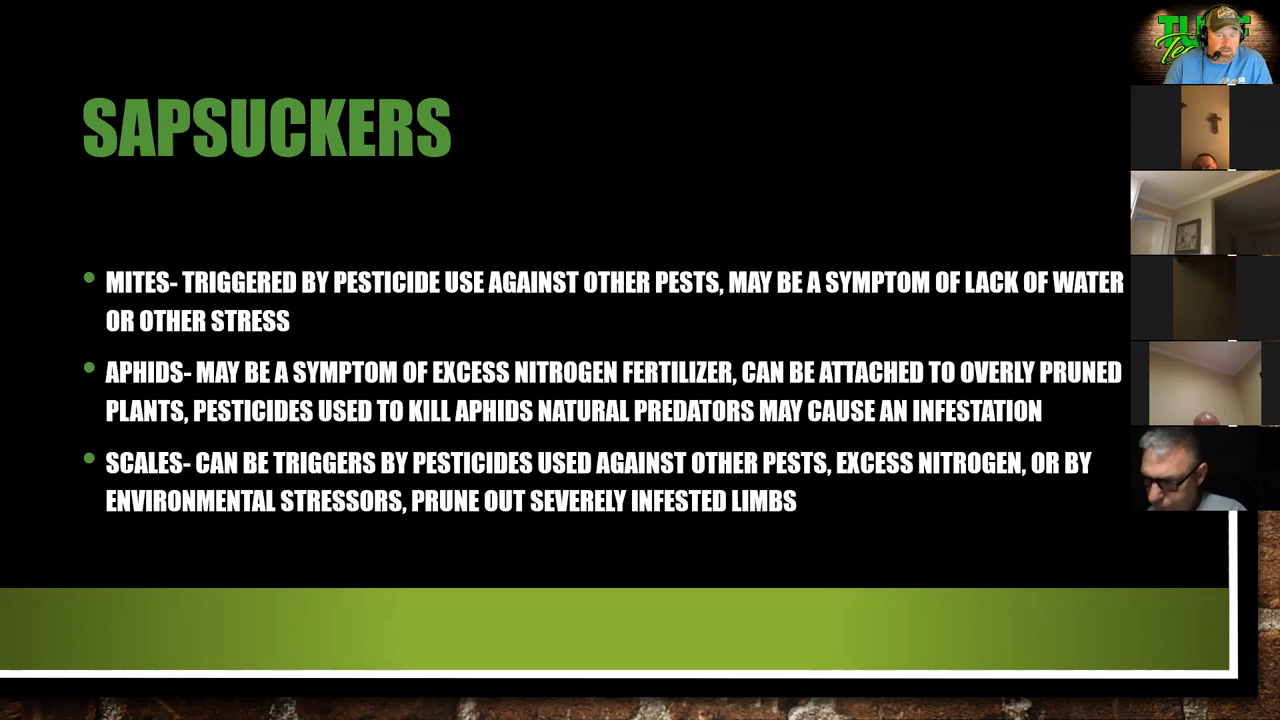 SAPSUCKERS
• MITES- TRIGGERED BY PESTICIDE USE AGAINST OTHER PESTS, MAY BE A SYMPTOM OF LACK OF WATER
OR OTHER STRESS
• APHIDS- MAY BE A SYMPTOM OF EXCESS NITROGEN FERTILIZER, CAN BE ATTACHED TO OVERLY PRUNED
PLANTS, PESTICIDES USED TO KILL APHIDS NATURAL PREDATORS MAY CAUSE AN INFESTATION
• SCALES- CAN BE TRIGGERS BY PESTICIDES USED AGAINST OTHER PESTS, EXCESS NITROGEN, OR BY
ENVIRONMENTAL STRESSORS, PRUNE OUT SEVERELY INFESTED LIMBS